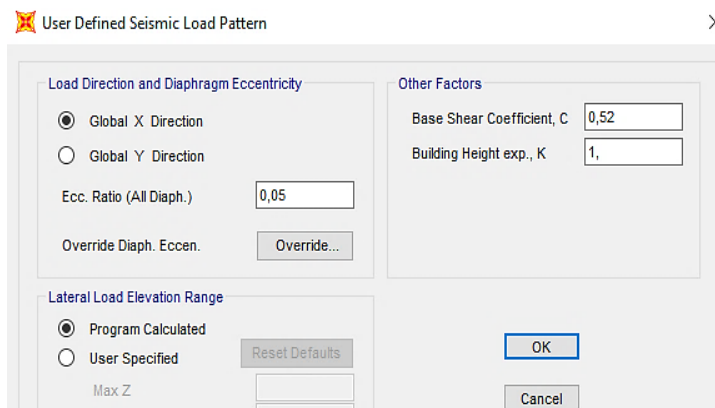 User Defined Seismic Load Pattern
Load Direction and Diaphragm Eccentricity
Global X Direction
Global Y Direction
Ecc. Ratio (All Diaph.) 0,05
Override Diaph. Eccen. Override...
Other Factors
Base Shear Coefficient, C 0,52
Building Height exp., K 1,
Lateral Load Elevation Range
Program Calculated
User Specified Reset Defaults
Max Z
OK
Cancel